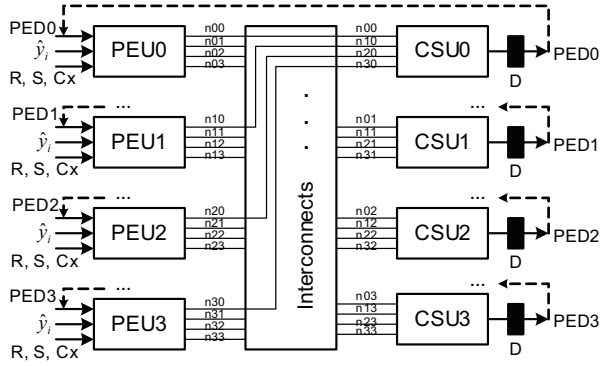 PED0
ŷi
R, S, Cx
PEU0
n00
n01
n02
n03
n00
n10
n20
n30
CSU0
D
PED0
PED1
...
ŷi
R, S, Cx
PEU1
n10
n11
n12
n13
n01
n11
n21
n31
CSU1
...
D
PED1
PED2
...
ŷi
R, S, Cx
PEU2
n20
n21
n22
n23
n02
n12
n22
n32
CSU2
...
D
PED2
PED3
...
ŷi
R, S, Cx
PEU3
n30
n31
n32
n33
Interconnects
n03
n13
n23
n33
CSU3
...
D
PED3